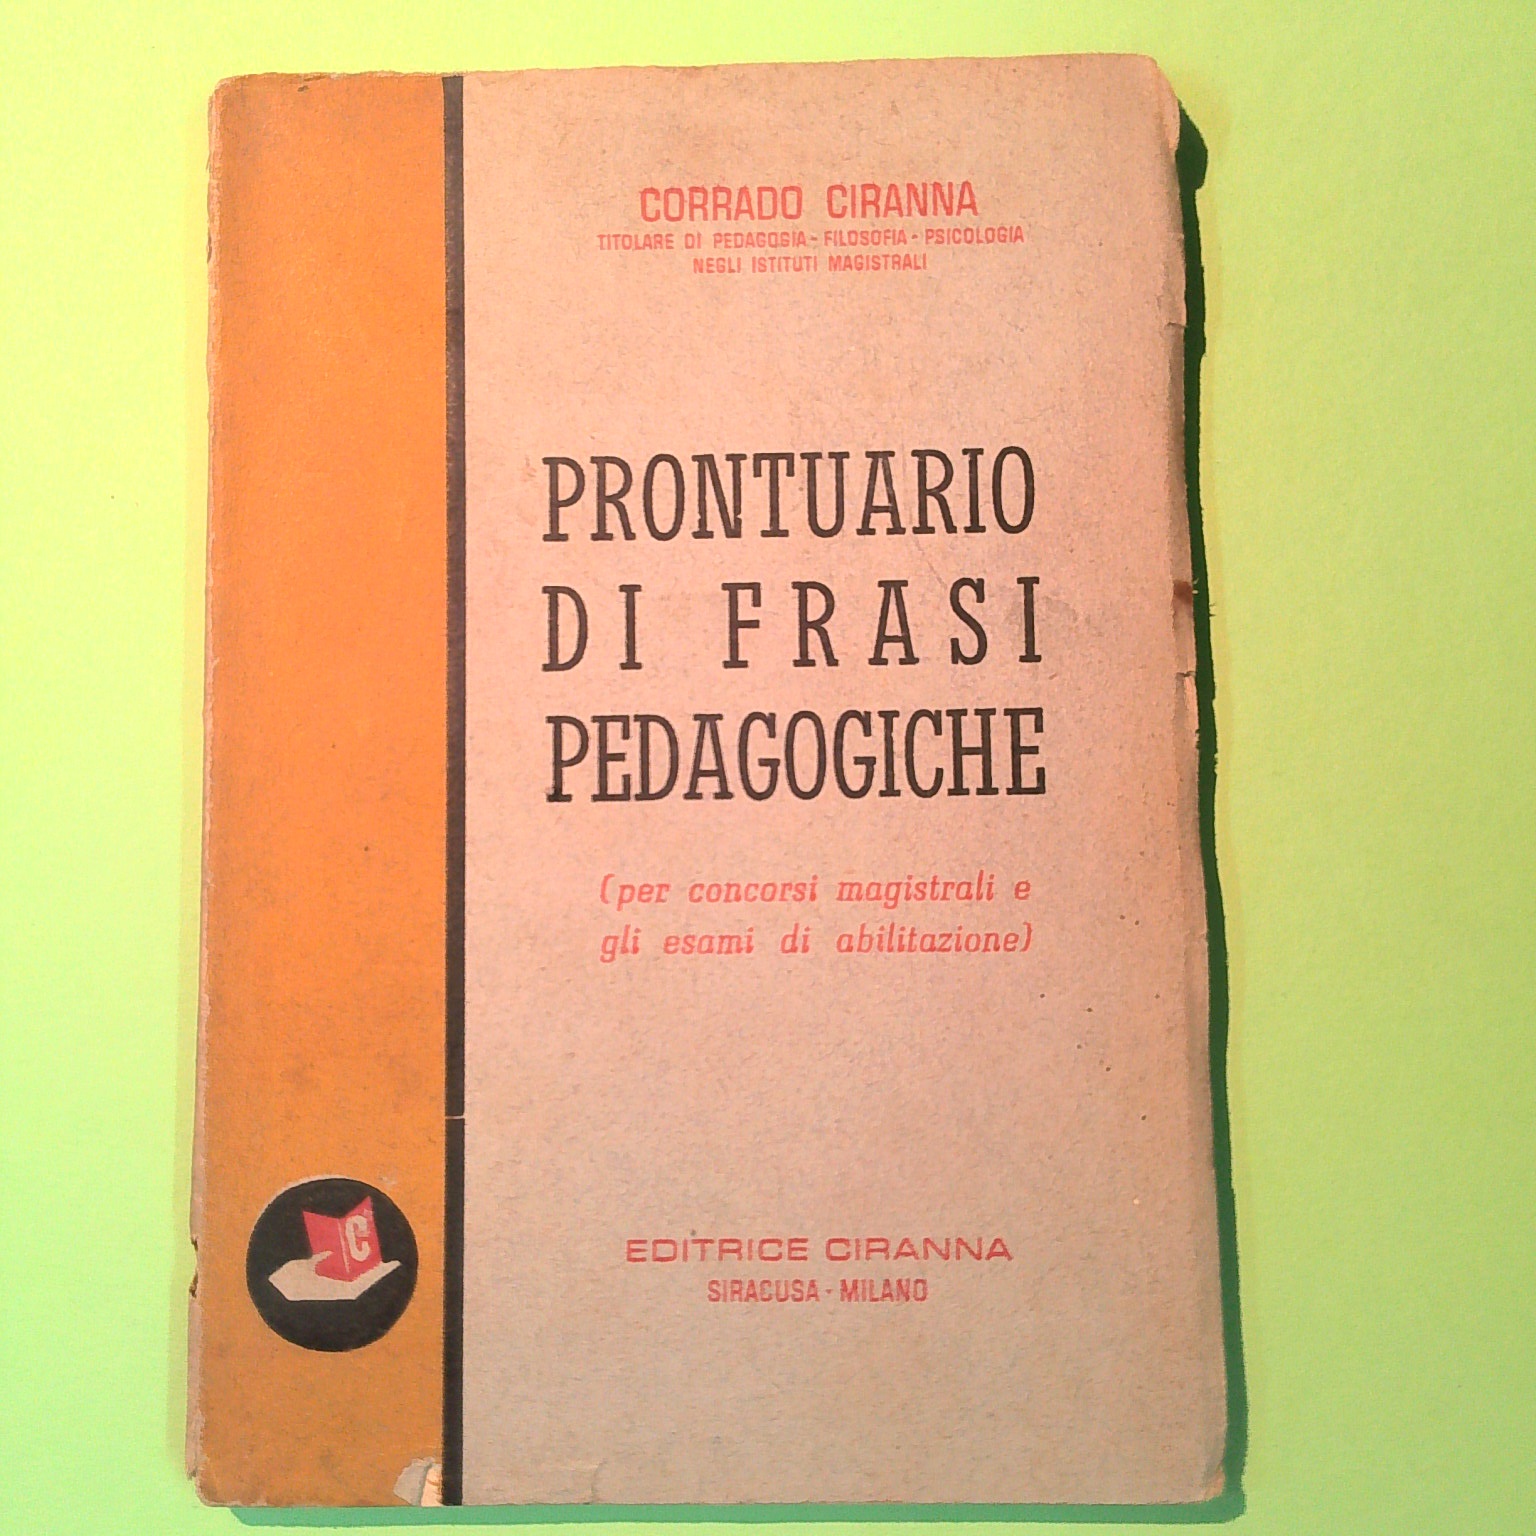 CORRADO CIRANNA
TITOLARE DI PEDAGOGIA - FILOSOFIA - PSICOLOGIA
NEGLI ISTITUTI MAGISTRALI
PRONTUARIO
DI FRASI
PEDAGOGICHE
(per concorsi magistrali e
gli esami di abilitazione)
C
EDITRICE CIRANNA
SIRACUSA - MILANO